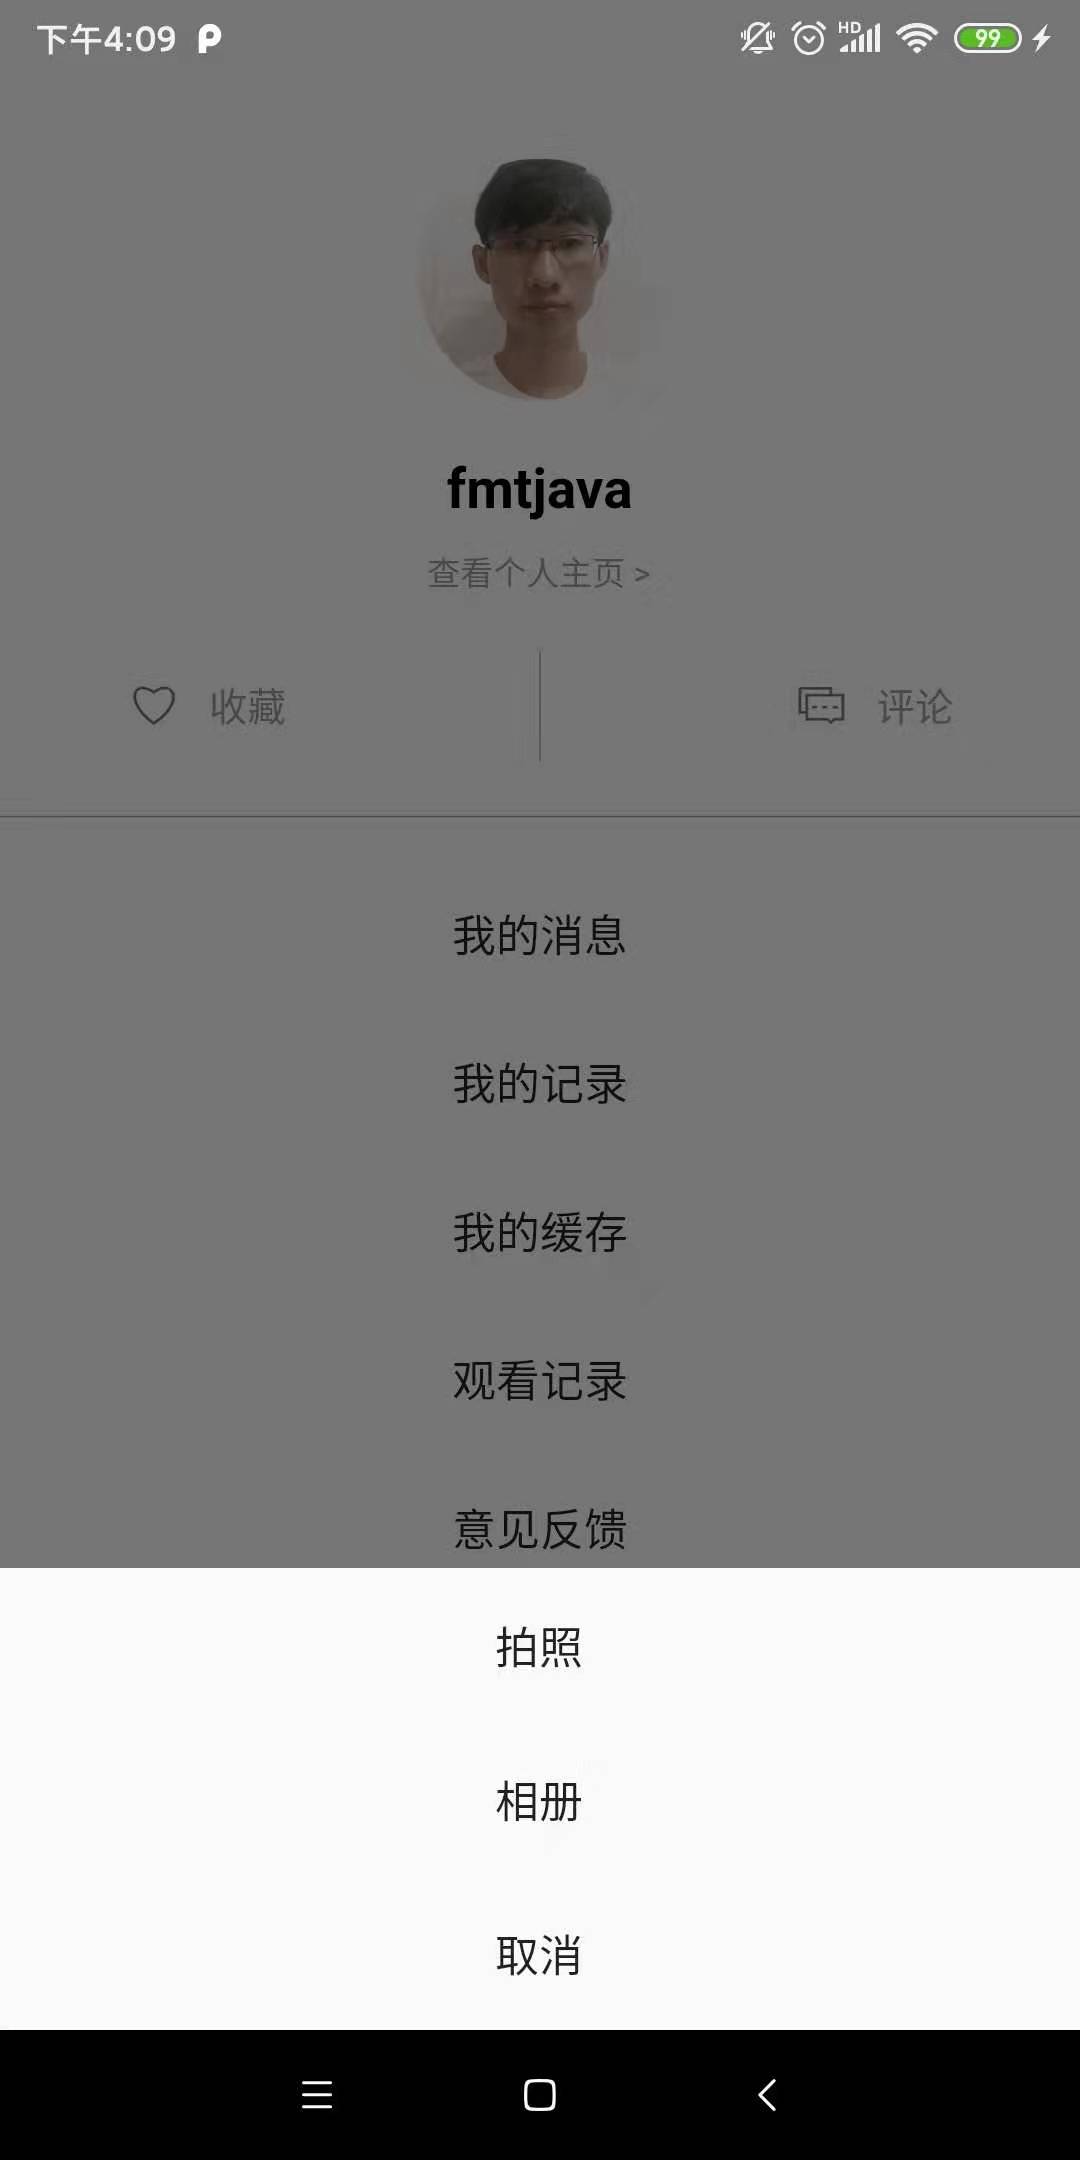 下午4:09
HD
99
fmtjava
查看个人主页 >
收藏 评论
我的消息
我的记录
我的缓存
观看记录
意见反馈
拍照
相册
取消